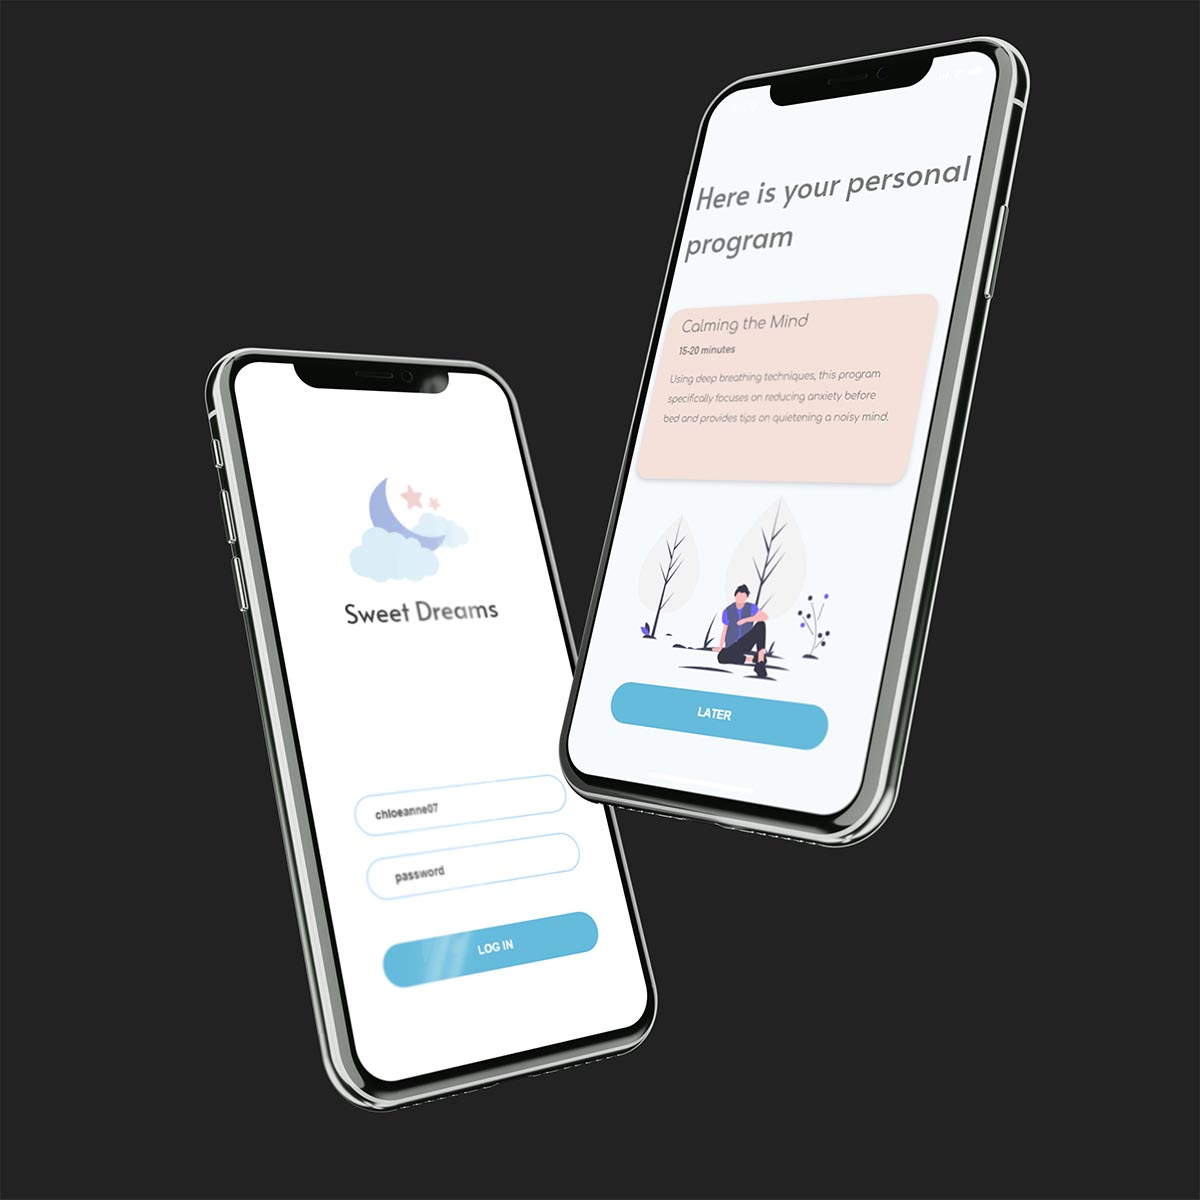 Sweet Dreams
chloeanne07
password
LOG IN
Here is your personal
program
Calming the Mind
15-20 minutes
Using deep breathing techniques, this program
specifically focuses on reducing anxiety before
bed and provides tips on quietening a noisy mind.
LATER